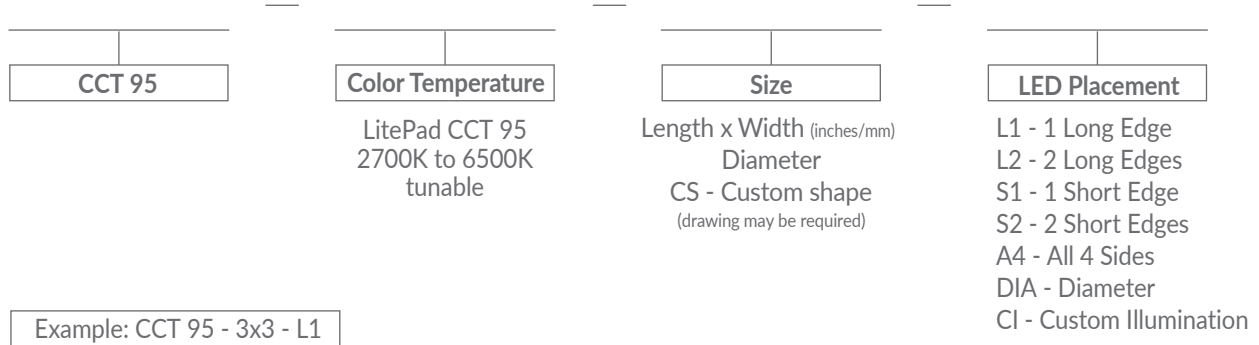 CCT 95
Color Temperature
LitePad CCT 95
2700K to 6500K
tunable
Size
Length x Width (inches/mm)
Diameter
CS - Custom shape
(drawing may be required)
LED Placement
L1 - 1 Long Edge
L2 - 2 Long Edges
S1 - 1 Short Edge
S2 - 2 Short Edges
A4 - All 4 Sides
DIA - Diameter
CI - Custom Illumination
Example: CCT 95 - 3x3 - L1